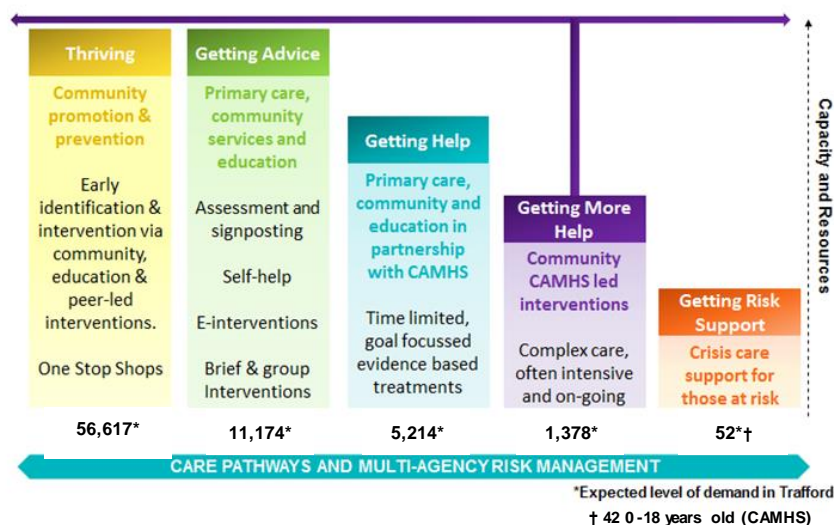 Thriving
Community
promotion &
prevention
Early
identification &
intervention via
community,
education &
peer-led
interventions.
One Stop Shops
56,617*
Getting Advice
Primary care,
community
services and
education
Assessment and
signposting
Self-help
E-interventions
Brief & group
Interventions
11,174*
Getting Help
Primary care,
community and
education in
partnership
with CAMHS
Time limited,
goal focussed
evidence based
treatments
5,214*
Getting More
Help
Community
CAMHS led
interventions
Complex care,
often intensive
and on-going
1,378*
Getting Risk
Support
Crisis care
support for
those at risk
52*†
Capacity and Resources
CARE PATHWAYS AND MULTI-AGENCY RISK MANAGEMENT
*Expected level of demand in Trafford
† 42 0-18 years old (CAMHS)